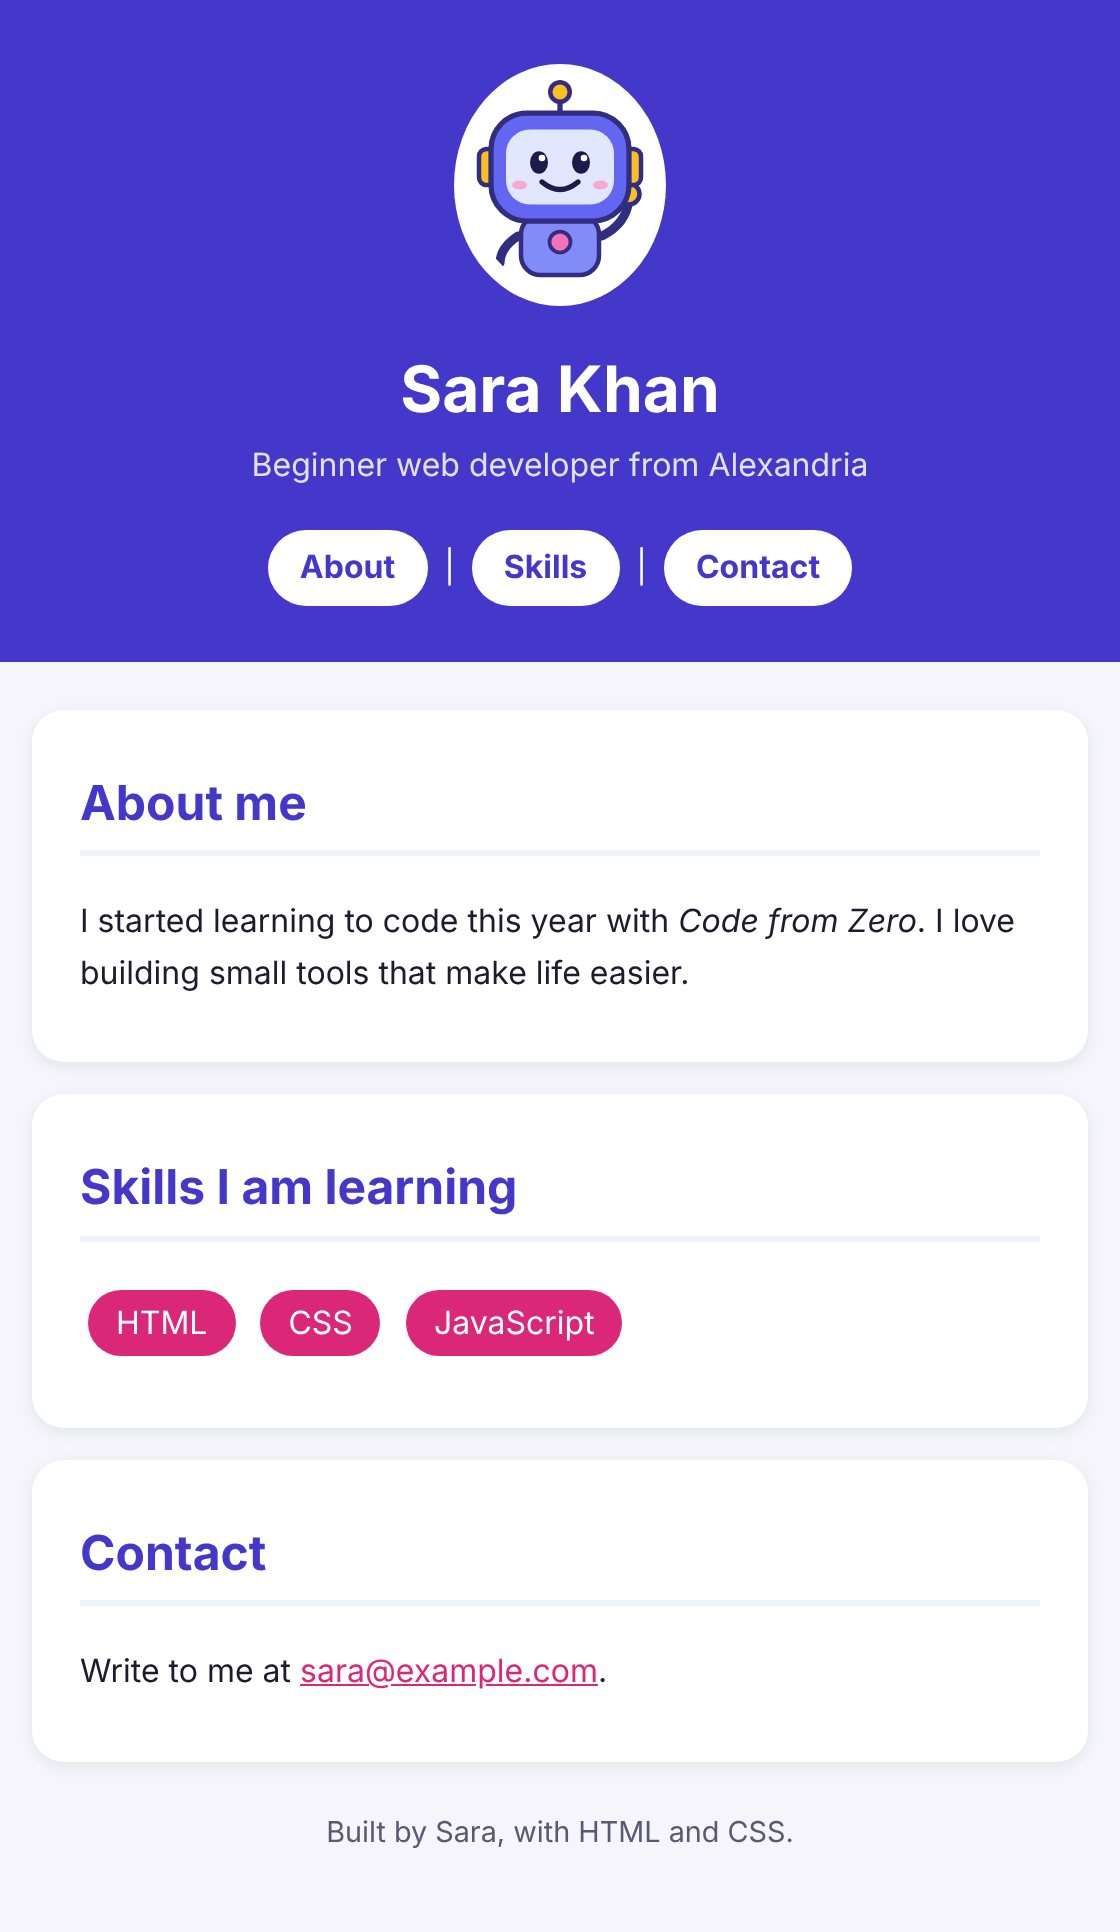 Sara Khan
Beginner web developer from Alexandria
About | Skills | Contact
About me
I started learning to code this year with Code from Zero. I love
building small tools that make life easier.
Skills I am learning
HTML CSS JavaScript
Contact
Write to me at sara@example.com.
Built by Sara, with HTML and CSS.